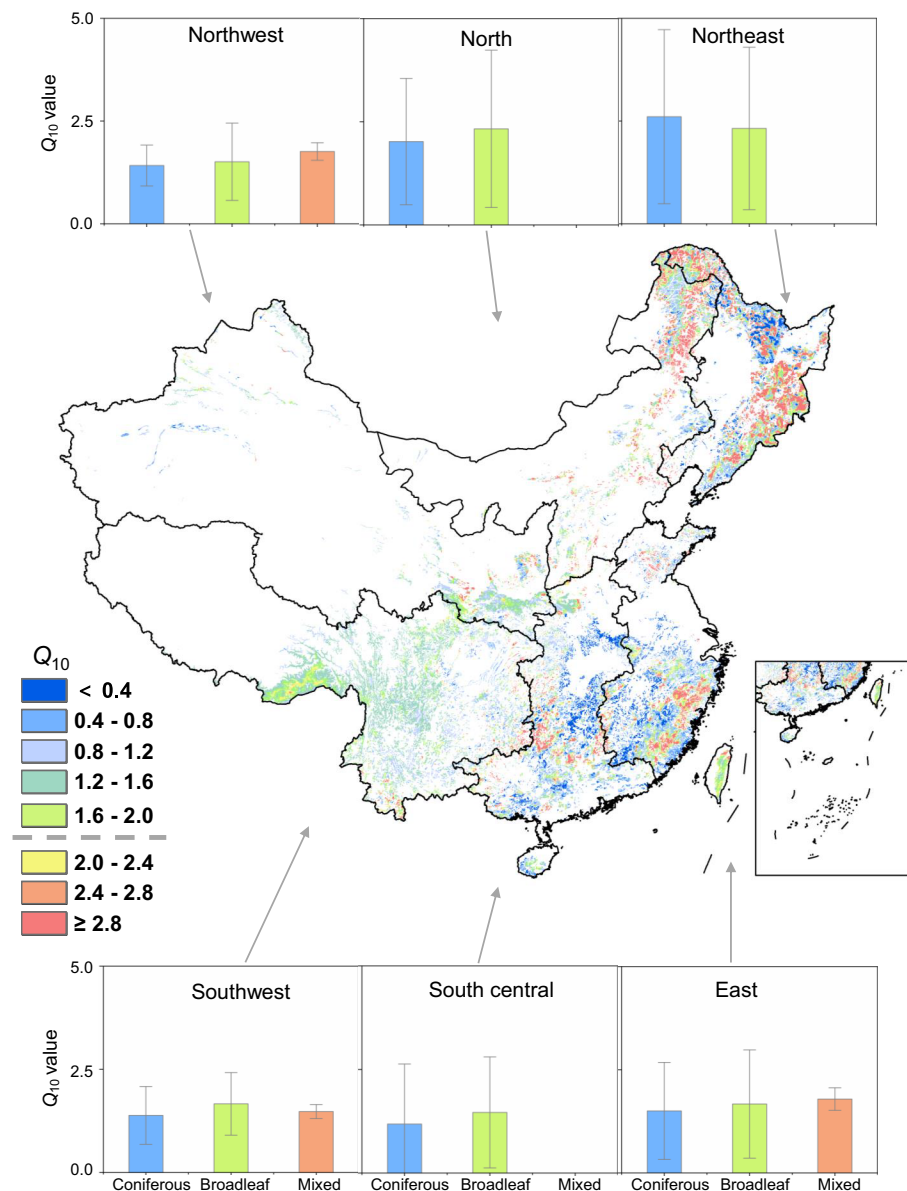 Northwest
North
Northeast
Q10 value
5.0
2.5
0.0
Q10
< 0.4
0.4 - 0.8
0.8 - 1.2
1.2 - 1.6
1.6 - 2.0
2.0 - 2.4
2.4 - 2.8
≥ 2.8
Southwest
South central
East
Q10 value
5.0
2.5
0.0
Coniferous Broadleaf Mixed
Coniferous Broadleaf Mixed
Coniferous Broadleaf Mixed